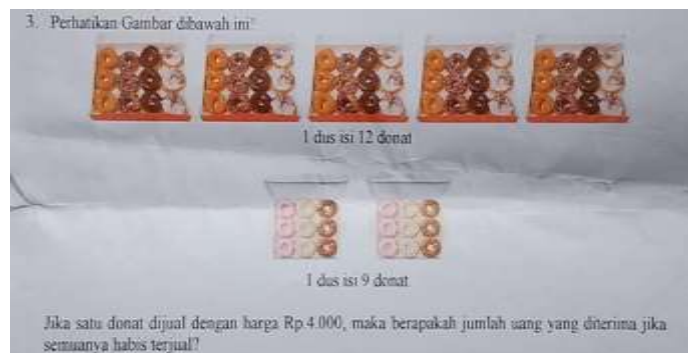 3. Perhatikan Gambar dibawah ini"
1 dus isi 12 donat
1 dus isi 9 donat
Jika satu donat dijual dengan harga Rp.4.000, maka berapakah jumlah uang yang diterima jika
semuanya habis terjual?